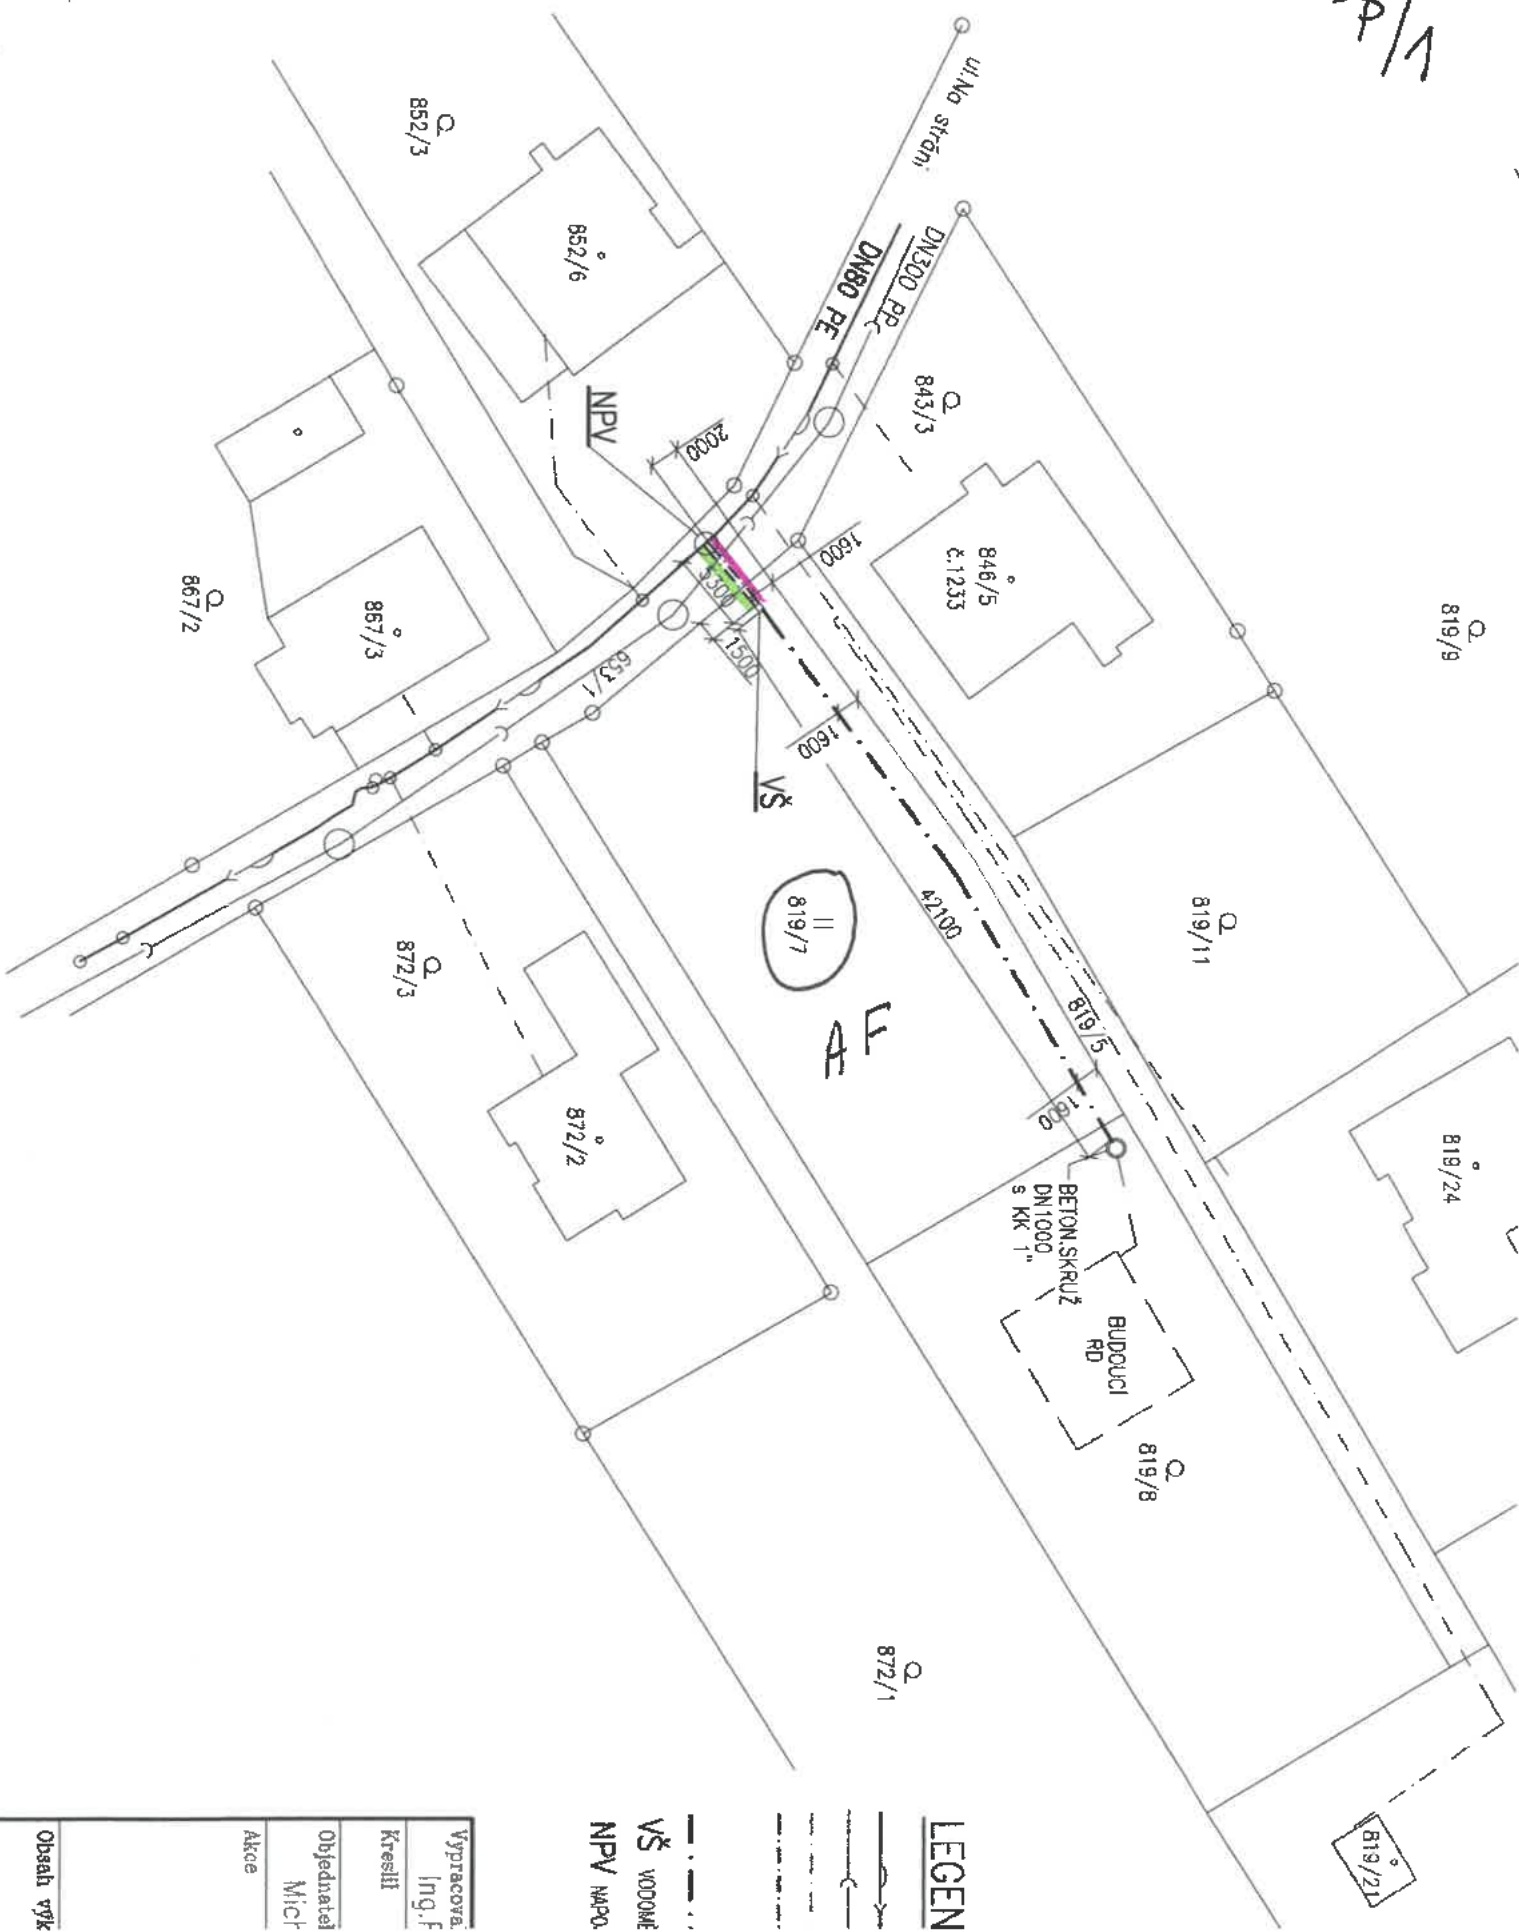 P/1
ul.Na stráni
852/3
852/6
DN300 PP
DN80 PE
843/3
846/5
č.1233
819/9
NPV
2000
1600
3300
1500
653/1
867/2
867/3
1600
VŠ
819/7
A F
42100
819/5
819/11
819/24
872/3
872/2
1600
BETON.SKRUŽ
DN1000
s KK 1"
BUDOUCI
RD
819/8
872/1
819/21
LEGEN
VŠ VODOMĚ
NPV NAPO.
Vypracova
Ing.F
Kreslil
Objednatel
Mich
Akce
Obsah výk